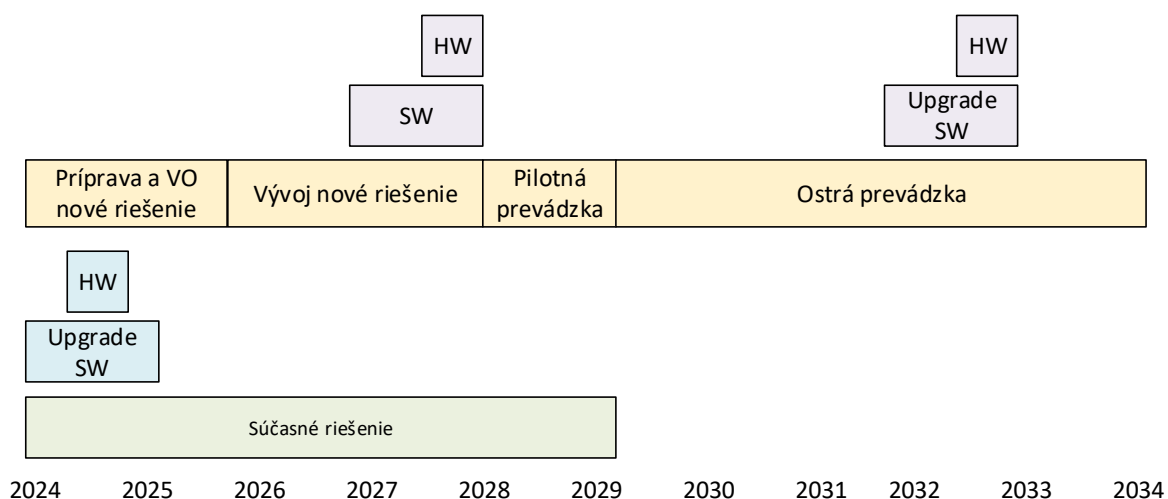 HW
HW
SW
Upgrade
SW
Príprava a VO
nové riešenie
Vývoj nové riešenie
Pilotná
prevádzka
Ostrá prevádzka
HW
Upgrade
SW
Súčasné riešenie
2024 2025 2026 2027 2028 2029 2030 2031 2032 2033 2034